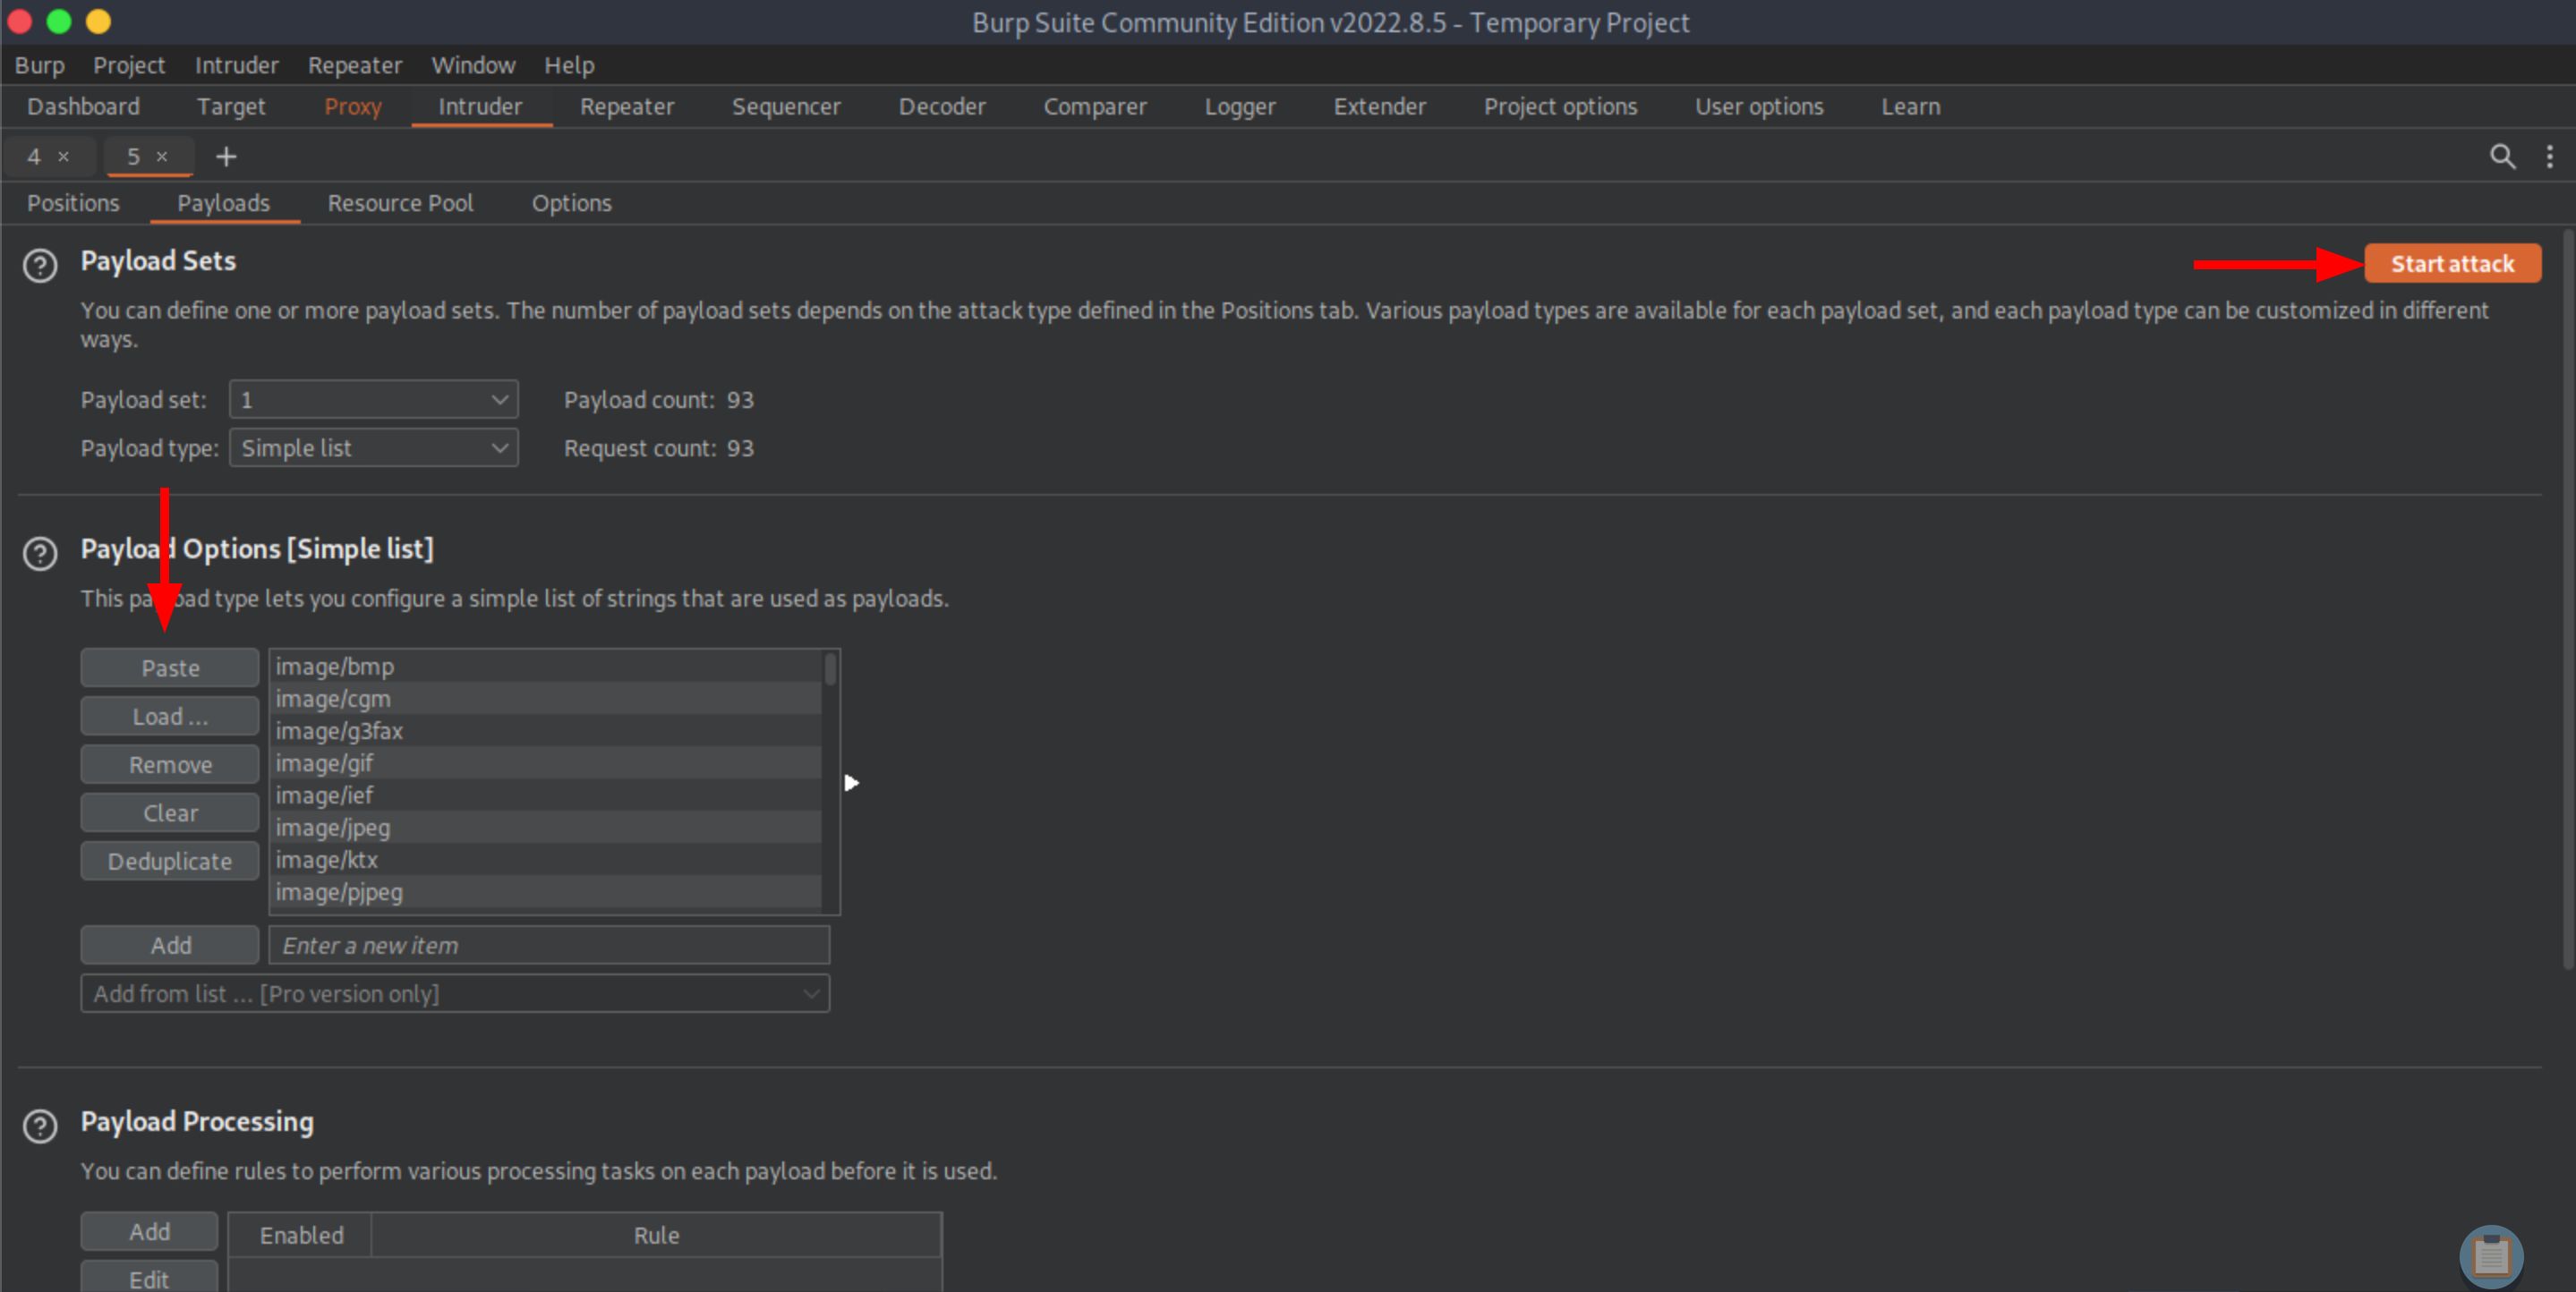 Burp Suite Community Edition v2022.8.5 - Temporary Project
Burp Project Intruder Repeater Window Help
Dashboard Target Proxy Intruder Repeater Sequencer Decoder Comparer Logger Extender Project options User options Learn
4 × 5 × +
Positions Payloads Resource Pool Options
? Payload Sets
Start attack
You can define one or more payload sets. The number of payload sets depends on the attack type defined in the Positions tab. Various payload types are available for each payload set, and each payload type can be customized in different
ways.
Payload set: 1 Payload count: 93
Payload type: Simple list Request count: 93
? Payload Options [Simple list]
This payload type lets you configure a simple list of strings that are used as payloads.
Paste
Load ...
Remove
Clear
Deduplicate
image/bmp
image/cgm
image/g3fax
image/gif
image/ief
image/jpeg
image/ktx
image/pjpeg
Add Enter a new item
Add from list ... [Pro version only]
? Payload Processing
You can define rules to perform various processing tasks on each payload before it is used.
Add Enabled Rule
Edit